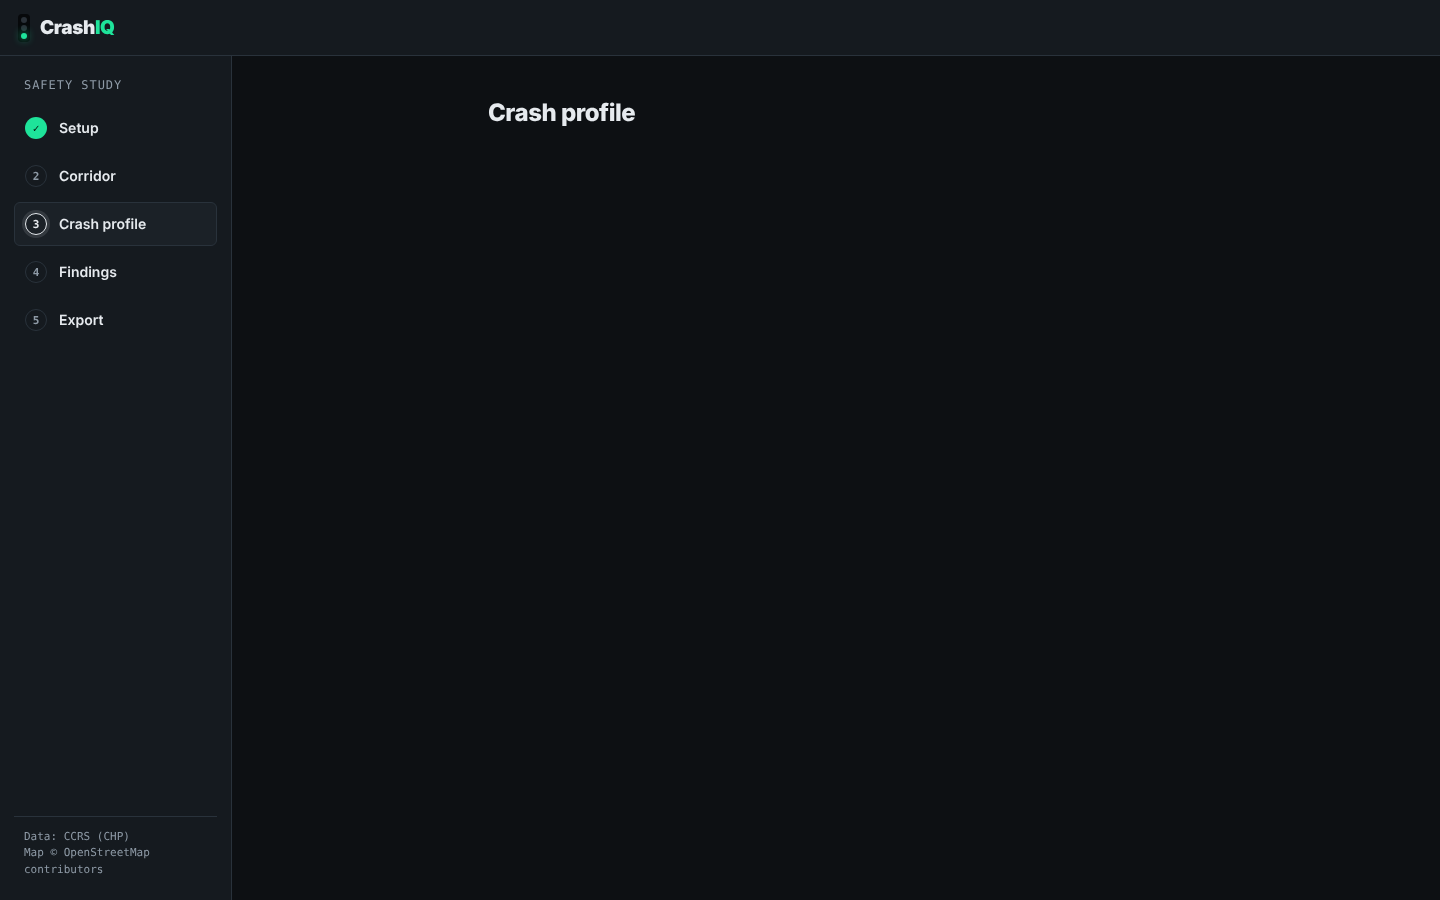 CrashIQ
SAFETY STUDY
✓ Setup
2 Corridor
3 Crash profile
4 Findings
5 Export
Data: CCRS (CHP)
Map © OpenStreetMap
contributors
Crash profile